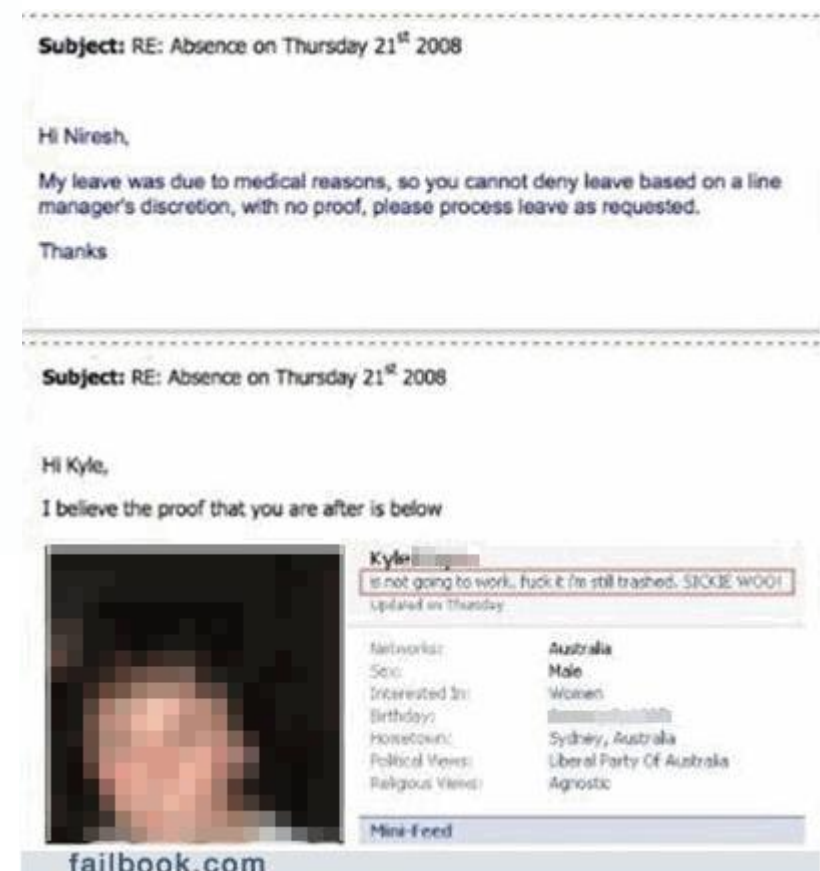 Subject: RE: Absence on Thursday 21st 2008
Hi Niresh,
My leave was due to medical reasons, so you cannot deny leave based on a line
manager's discretion, with no proof, please process leave as requested.
Thanks
Subject: RE: Absence on Thursday 21st 2008
Hi Kyle,
I believe the proof that you are after is below
Kyle
is not going to work, fuck it i'm still trashed. SICKIE WOO!
Updated on Thursday
Networks: Australia
Sex: Male
Interested In: Women
Birthday:
Hometown: Sydney, Australia
Political Views: Liberal Party Of Australia
Religious Views: Agnostic
Mini-Feed
failbook.com